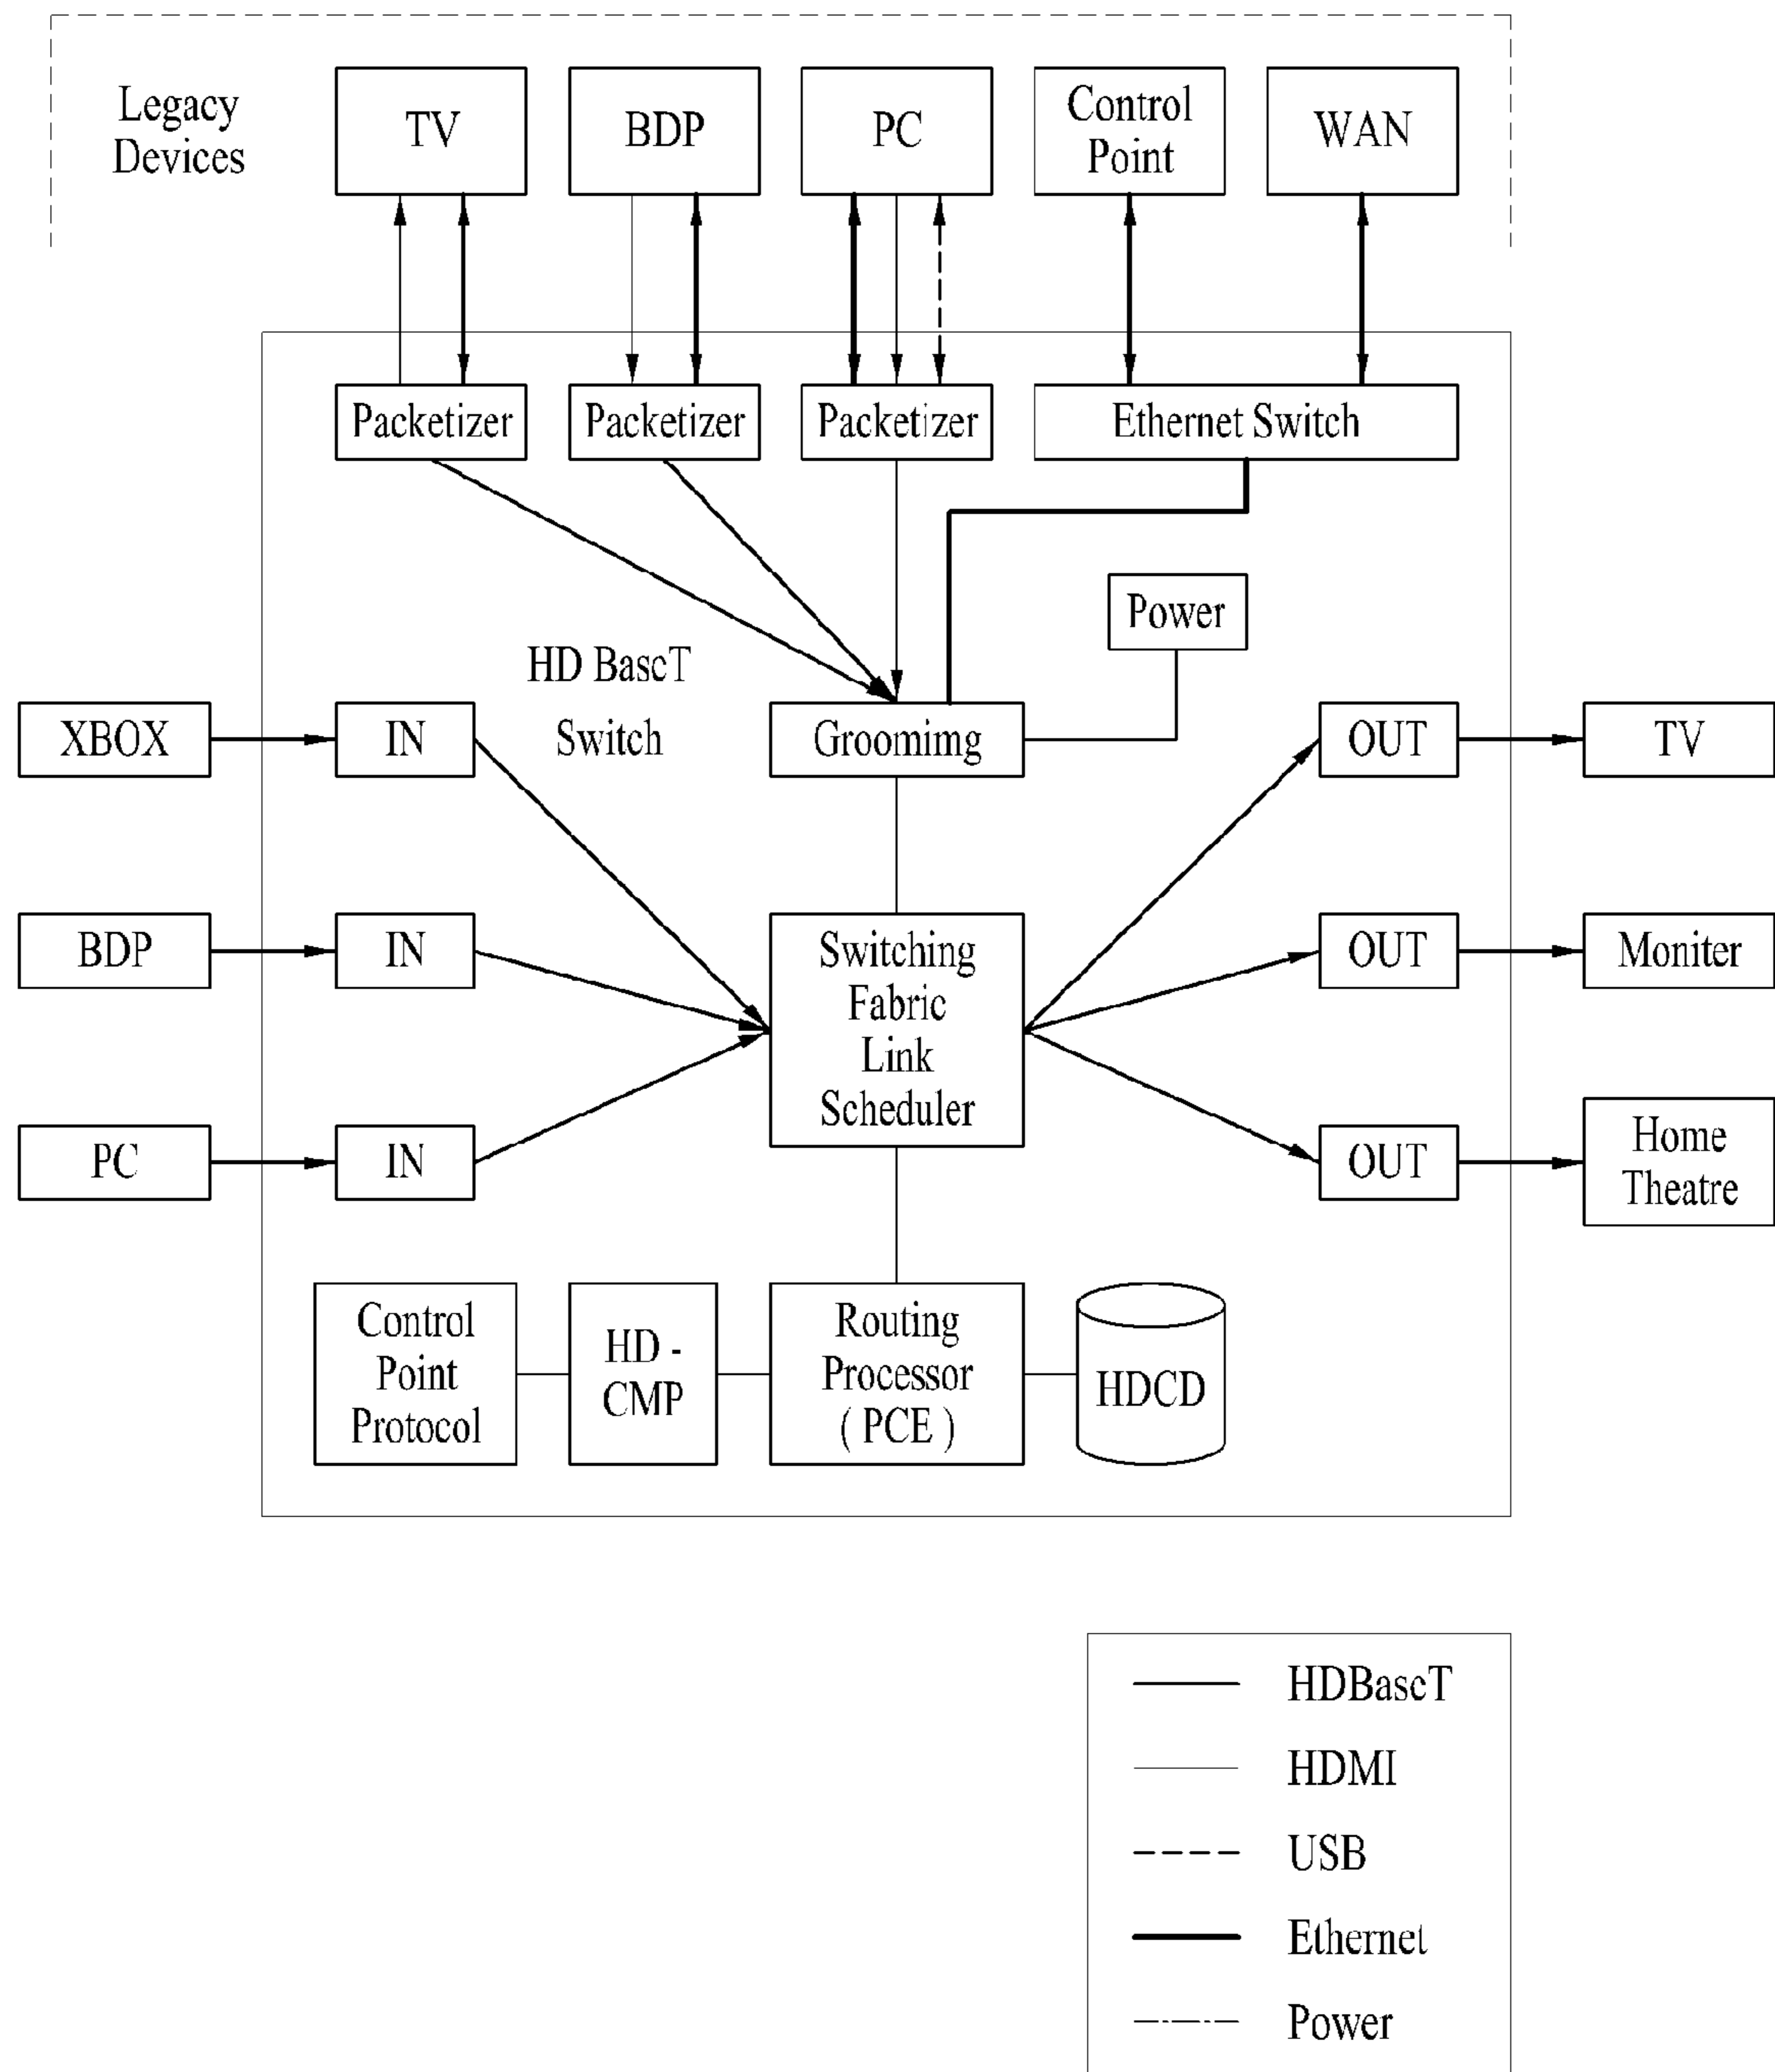 Legacy
Devices
TV
BDP
PC
Control
Point
WAN
Packetizer
Packetizer
Packetizer
Ethernet Switch
Power
HD BaseT
Switch
XBOX
IN
Groomimg
OUT
TV
BDP
IN
Switching
Fabric
Link
Scheduler
OUT
Moniter
PC
IN
OUT
Home
Theatre
Control
Point
Protocol
HD -
CMP
Routing
Processor
( PCE )
HDCD
HDBaseT
HDMI
USB
Ethernet
Power